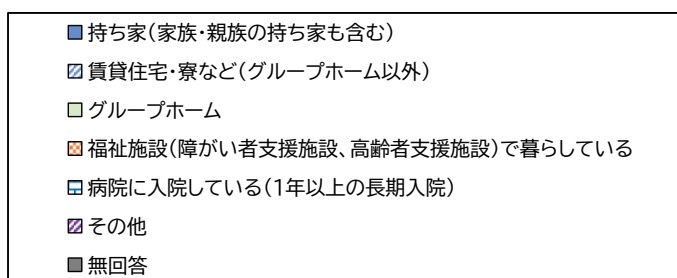 持ち家(家族・親族の持ち家も含む)
賃貸住宅・寮など(グループホーム以外)
グループホーム
福祉施設(障がい者支援施設、高齢者支援施設)で暮らしている
病院に入院している(1年以上の長期入院)
その他
無回答